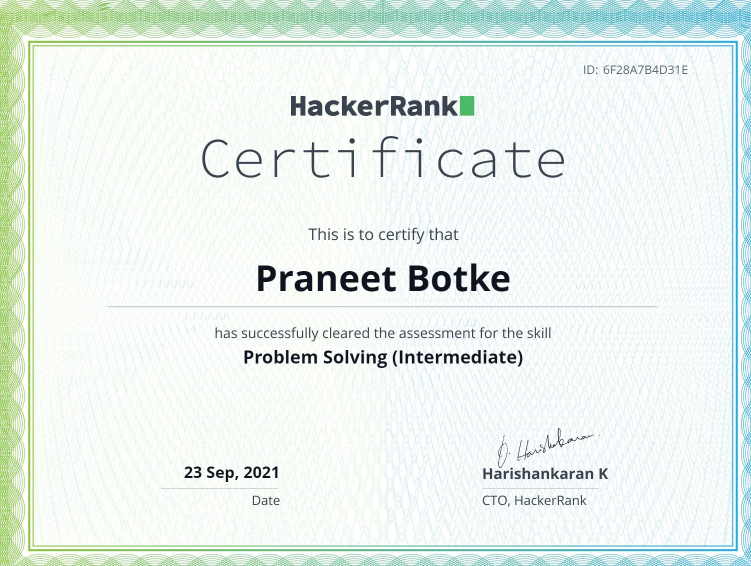 ID: 6F28A7B4D31E
HackerRank
Certificate
This is to certify that
Praneet Botke
has successfully cleared the assessment for the skill
Problem Solving (Intermediate)
23 Sep, 2021
Date
Harishankaran K
CTO, HackerRank